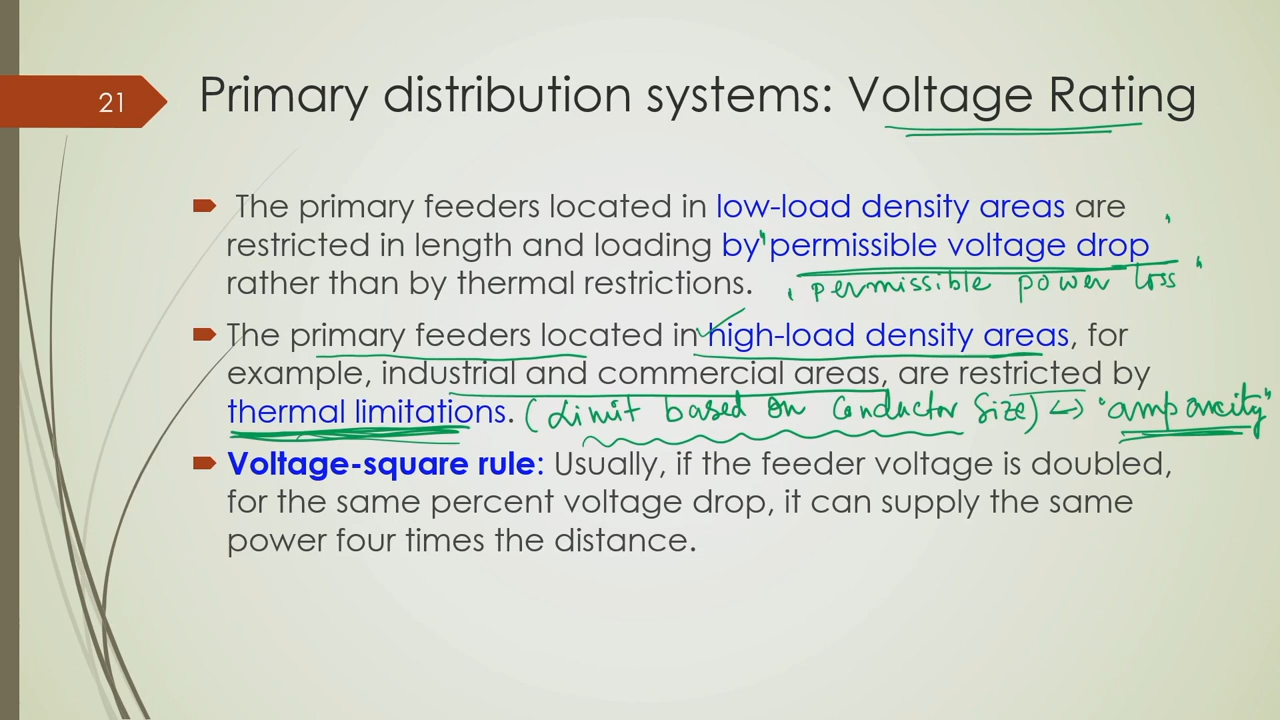 21
Primary distribution systems: Voltage Rating
The primary feeders located in low-load density areas are
restricted in length and loading by "permissible voltage drop
rather than by thermal restrictions. "permissible power loss"
The primary feeders located in high-load density areas, for
example, industrial and commercial areas, are restricted by
thermal limitations. (Limit based on Conductor Size) ↔ "ampacity"
Voltage-square rule: Usually, if the feeder voltage is doubled,
for the same percent voltage drop, it can supply the same
power four times the distance.